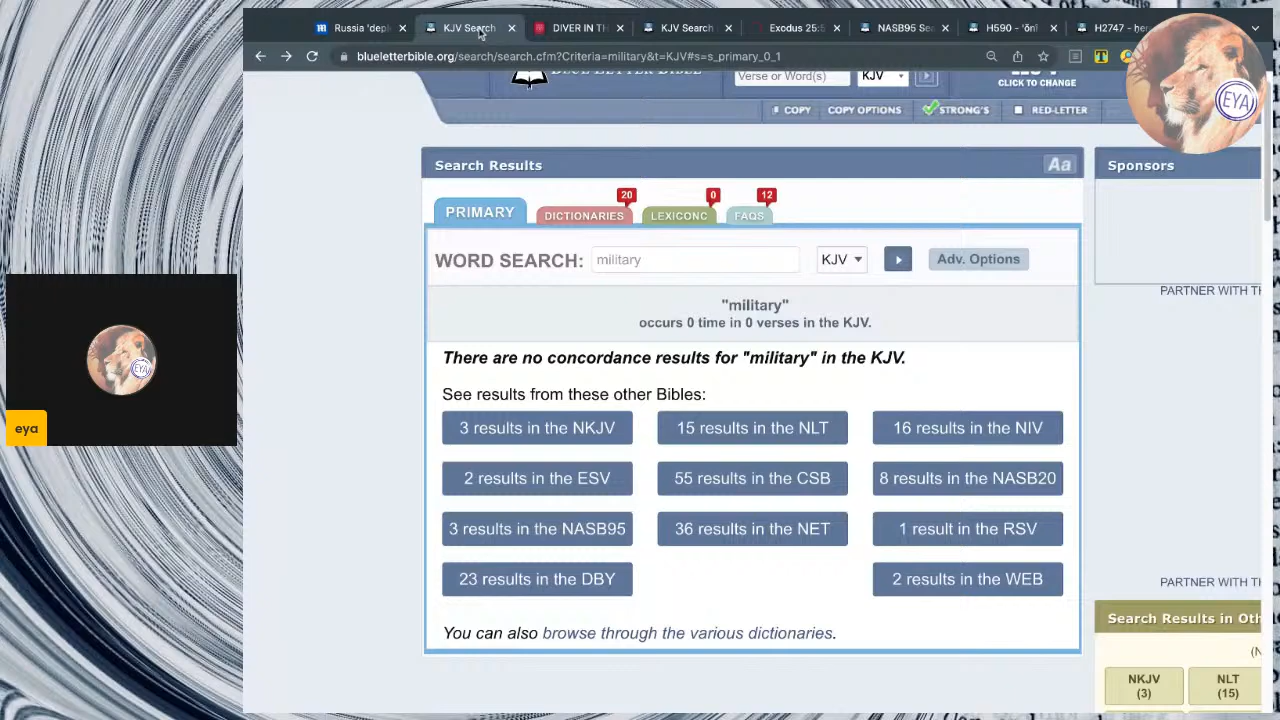 Russia 'depl
KJV Search
DIVER IN TH
KJV Search
Exodus 25:
NASB95 Sea
H590 - 'ŏnî
H2747 - ḥe
blueletterbible.org/search/search.cfm?Criteria=military&t=KJV#s=s_primary_0_1
Verse or Word(s)
KJV
CLICK TO CHANGE
COPY
COPY OPTIONS
STRONG'S
RED-LETTER
EYA
Search Results
Aa
Sponsors
20
0
12
PRIMARY
DICTIONARIES
LEXICONC
FAQS
WORD SEARCH:
military
KJV
Adv. Options
"military"
occurs 0 time in 0 verses in the KJV.
PARTNER WITH TH
There are no concordance results for "military" in the KJV.
See results from these other Bibles:
3 results in the NKJV
15 results in the NLT
16 results in the NIV
2 results in the ESV
55 results in the CSB
8 results in the NASB20
3 results in the NASB95
36 results in the NET
1 result in the RSV
23 results in the DBY
2 results in the WEB
PARTNER WITH TH
You can also browse through the various dictionaries.
Search Results in Oth
(N
NKJV
(3)
NLT
(15)
EYA
eya